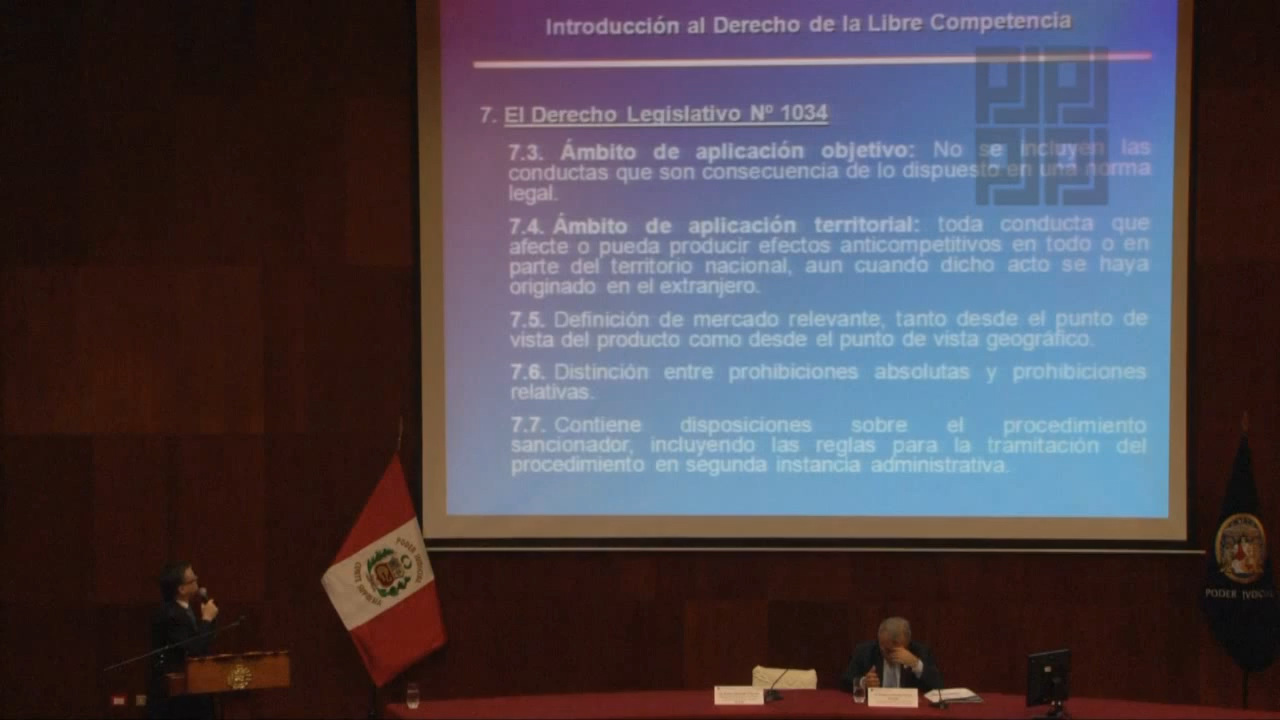 Introducción al Derecho de la Libre Competencia
7. El Derecho Legislativo Nº 1034
7.3. Ámbito de aplicación objetivo: No se incluyen las
conductas que son consecuencia de lo dispuesto en una norma
legal.
7.4. Ámbito de aplicación territorial: toda conducta que
afecte o pueda producir efectos anticompetitivos en todo o en
parte del territorio nacional, aun cuando dicho acto se haya
originado en el extranjero.
7.5. Definición de mercado relevante, tanto desde el punto de
vista del producto como desde el punto de vista geográfico.
7.6. Distinción entre prohibiciones absolutas y prohibiciones
relativas.
7.7. Contiene disposiciones sobre el procedimiento
sancionador, incluyendo las reglas para la tramitación del
procedimiento en segunda instancia administrativa.
PODER
PODER